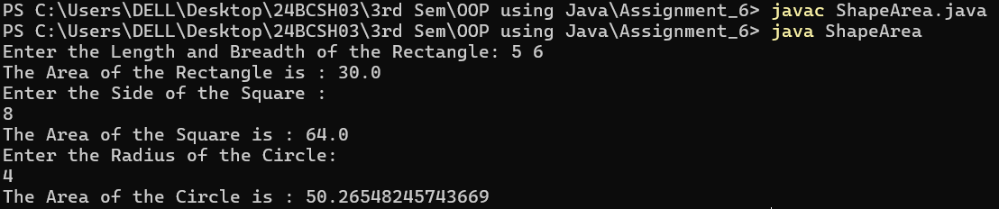 PS C:\Users\DELL\Desktop\24BCSH03\3rd Sem\OOP using Java\Assignment_6> javac ShapeArea.java
PS C:\Users\DELL\Desktop\24BCSH03\3rd Sem\OOP using Java\Assignment_6> java ShapeArea
Enter the Length and Breadth of the Rectangle: 5 6
The Area of the Rectangle is : 30.0
Enter the Side of the Square :
8
The Area of the Square is : 64.0
Enter the Radius of the Circle:
4
The Area of the Circle is : 50.26548245743669